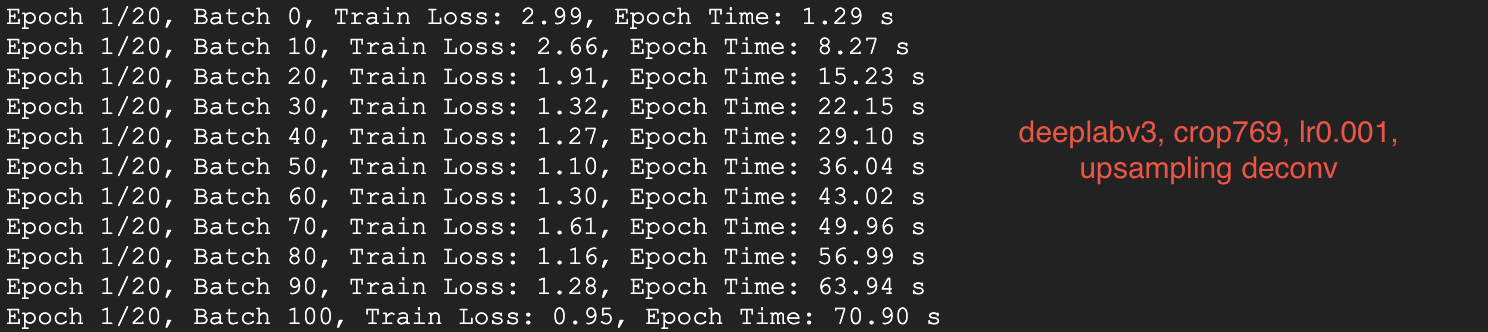 Epoch 1/20, Batch 0, Train Loss: 2.99, Epoch Time: 1.29 s
Epoch 1/20, Batch 10, Train Loss: 2.66, Epoch Time: 8.27 s
Epoch 1/20, Batch 20, Train Loss: 1.91, Epoch Time: 15.23 s
Epoch 1/20, Batch 30, Train Loss: 1.32, Epoch Time: 22.15 s
Epoch 1/20, Batch 40, Train Loss: 1.27, Epoch Time: 29.10 s
Epoch 1/20, Batch 50, Train Loss: 1.10, Epoch Time: 36.04 s
Epoch 1/20, Batch 60, Train Loss: 1.30, Epoch Time: 43.02 s
Epoch 1/20, Batch 70, Train Loss: 1.61, Epoch Time: 49.96 s
Epoch 1/20, Batch 80, Train Loss: 1.16, Epoch Time: 56.99 s
Epoch 1/20, Batch 90, Train Loss: 1.28, Epoch Time: 63.94 s
Epoch 1/20, Batch 100, Train Loss: 0.95, Epoch Time: 70.90 s
deeplabv3, crop769, lr0.001,
upsampling deconv